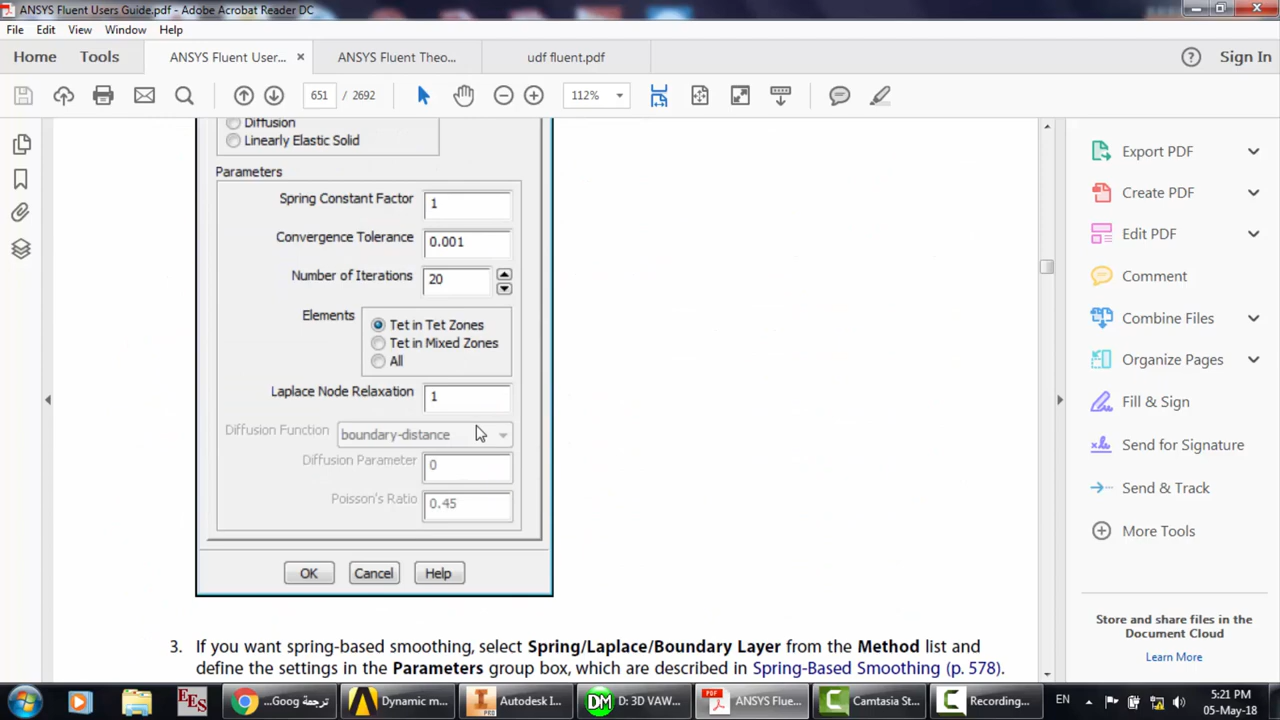 ANSYS Fluent Users Guide.pdf - Adobe Acrobat Reader DC
File Edit View Window Help
Home Tools ANSYS Fluent User... × ANSYS Fluent Theo... udf fluent.pdf Sign In
651 / 2692 112%
Diffusion
Linearly Elastic Solid
Parameters
Spring Constant Factor 1
Convergence Tolerance 0.001
Number of Iterations 20
Elements
Tet in Tet Zones
Tet in Mixed Zones
All
Laplace Node Relaxation 1
Diffusion Function boundary-distance
Diffusion Parameter 0
Poisson's Ratio 0.45
OK Cancel Help
3. If you want spring-based smoothing, select Spring/Laplace/Boundary Layer from the Method list and
define the settings in the Parameters group box, which are described in Spring-Based Smoothing (p. 578).
Export PDF
Create PDF
Edit PDF
Comment
Combine Files
Organize Pages
Fill & Sign
Send for Signature
Send & Track
More Tools
Store and share files in the
Document Cloud
Learn More
EES ترجمة - Goog... Dynamic m... Autodesk I... DM D: 3D VAW... PDF ANSYS Flue... Camtasia St... Recording... EN 5:21 PM
05-May-18